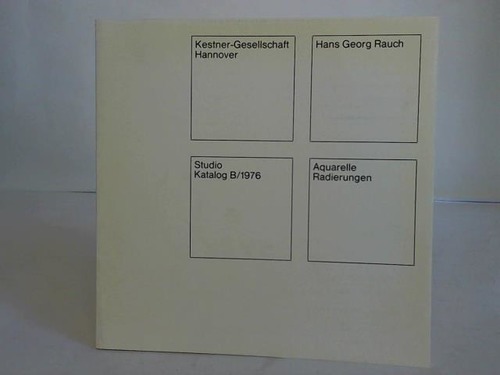 Kestner-Gesellschaft
Hannover
Hans Georg Rauch
Studio
Katalog B/1976
Aquarelle
Radierungen